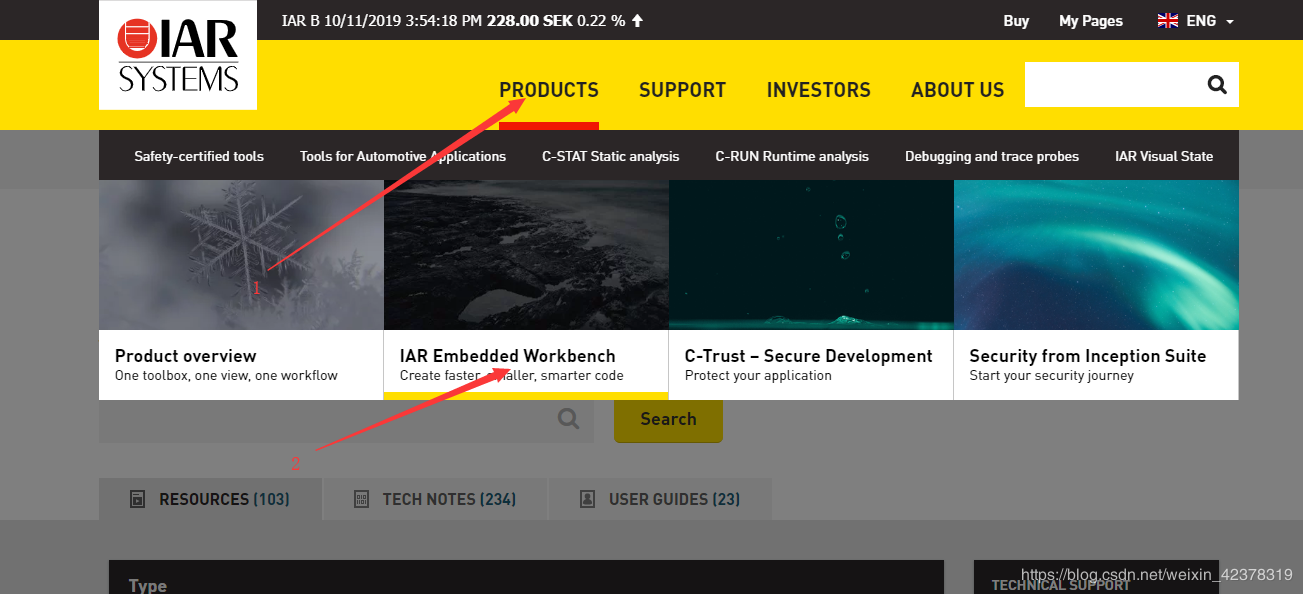 IAR
SYSTEMS
IAR B 10/11/2019 3:54:18 PM 228.00 SEK 0.22 %
Buy My Pages ENG
PRODUCTS SUPPORT INVESTORS ABOUT US
Safety-certified tools Tools for Automotive Applications C-STAT Static analysis C-RUN Runtime analysis Debugging and trace probes IAR Visual State
1
Product overview
One toolbox, one view, one workflow
IAR Embedded Workbench
Create faster, smaller, smarter code
C-Trust – Secure Development
Protect your application
Security from Inception Suite
Start your security journey
Search
2
RESOURCES (103) TECH NOTES (234) USER GUIDES (23)
Type
TECHNICAL SUPPORT
https://blog.csdn.net/weixin_42378319